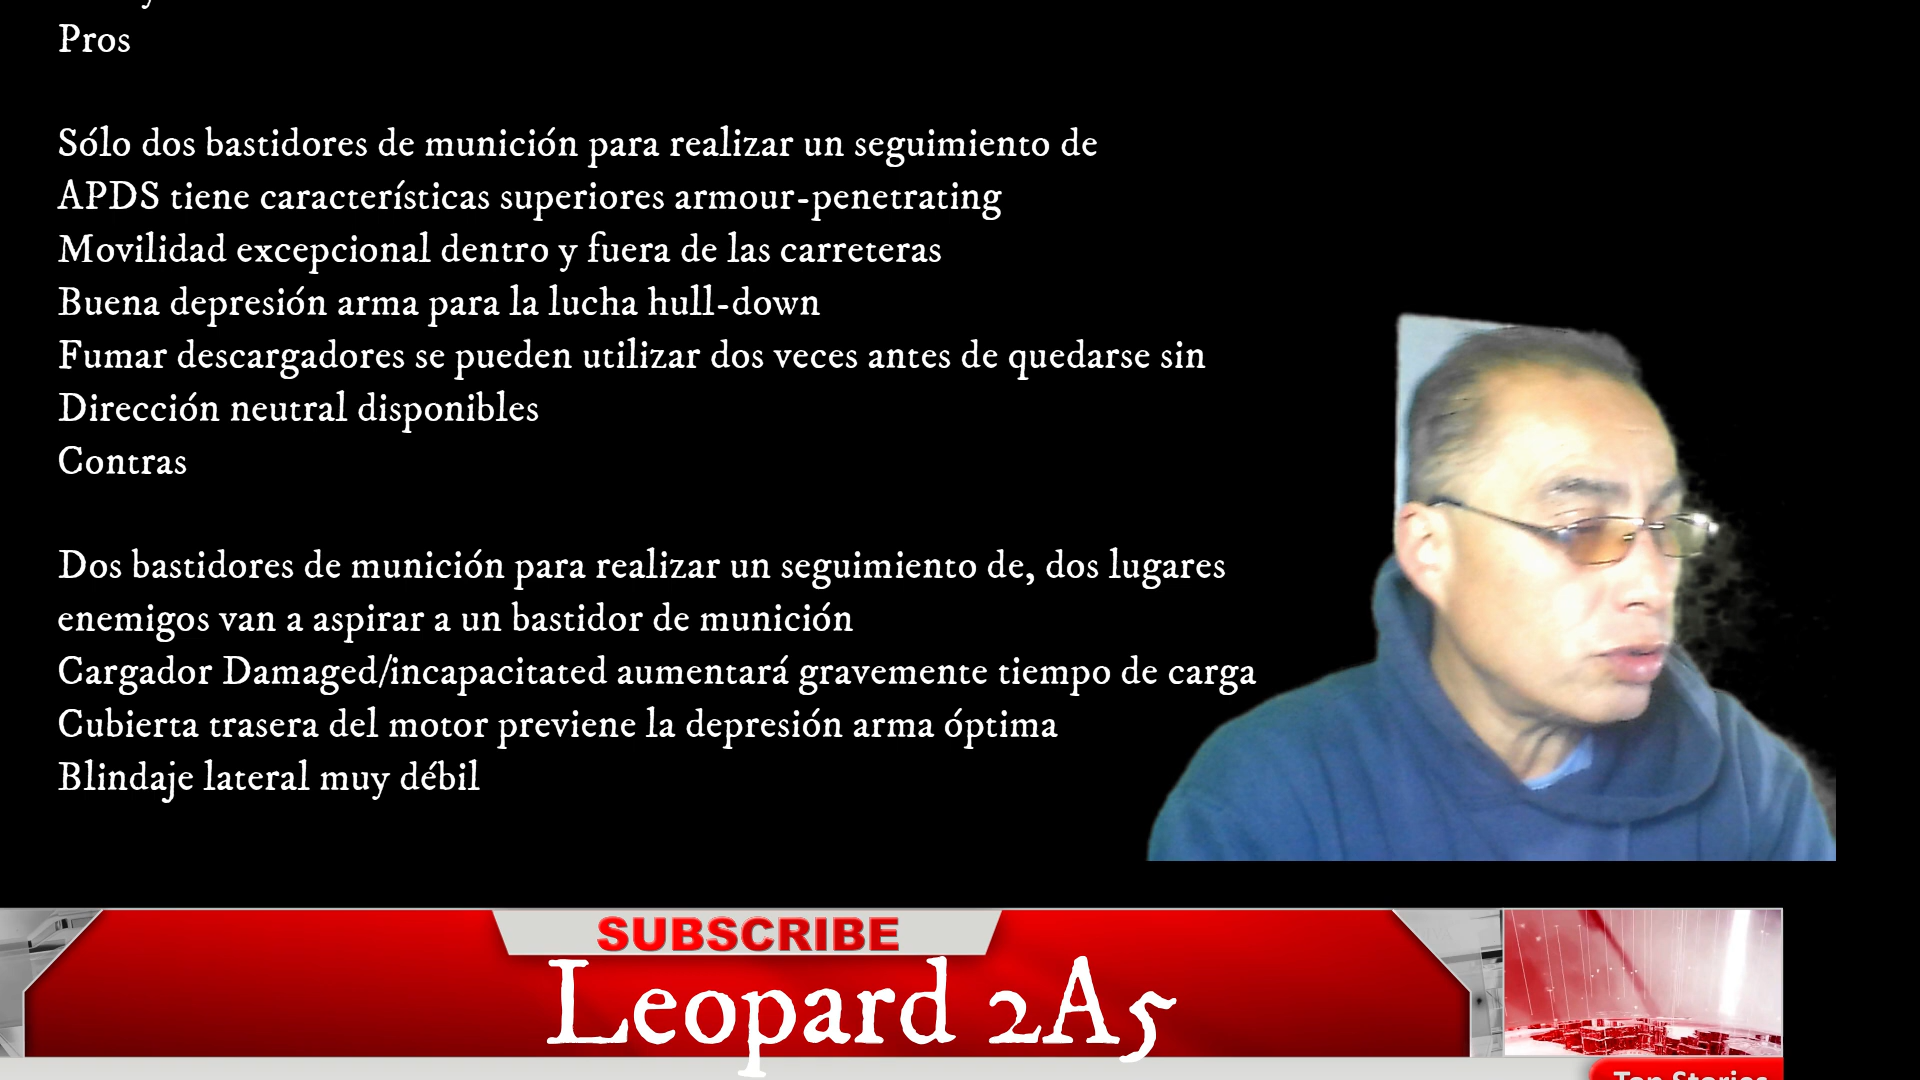 Pros
Sólo dos bastidores de munición para realizar un seguimiento de
APDS tiene características superiores armour-penetrating
Movilidad excepcional dentro y fuera de las carreteras
Buena depresión arma para la lucha hull-down
Fumar descargadores se pueden utilizar dos veces antes de quedarse sin
Dirección neutral disponibles
Contras
Dos bastidores de munición para realizar un seguimiento de, dos lugares
enemigos van a aspirar a un bastidor de munición
Cargador Damaged/incapacitated aumentará gravemente tiempo de carga
Cubierta trasera del motor previene la depresión arma óptima
Blindaje lateral muy débil
SUBSCRIBE
Leopard 2A5
Top Stories